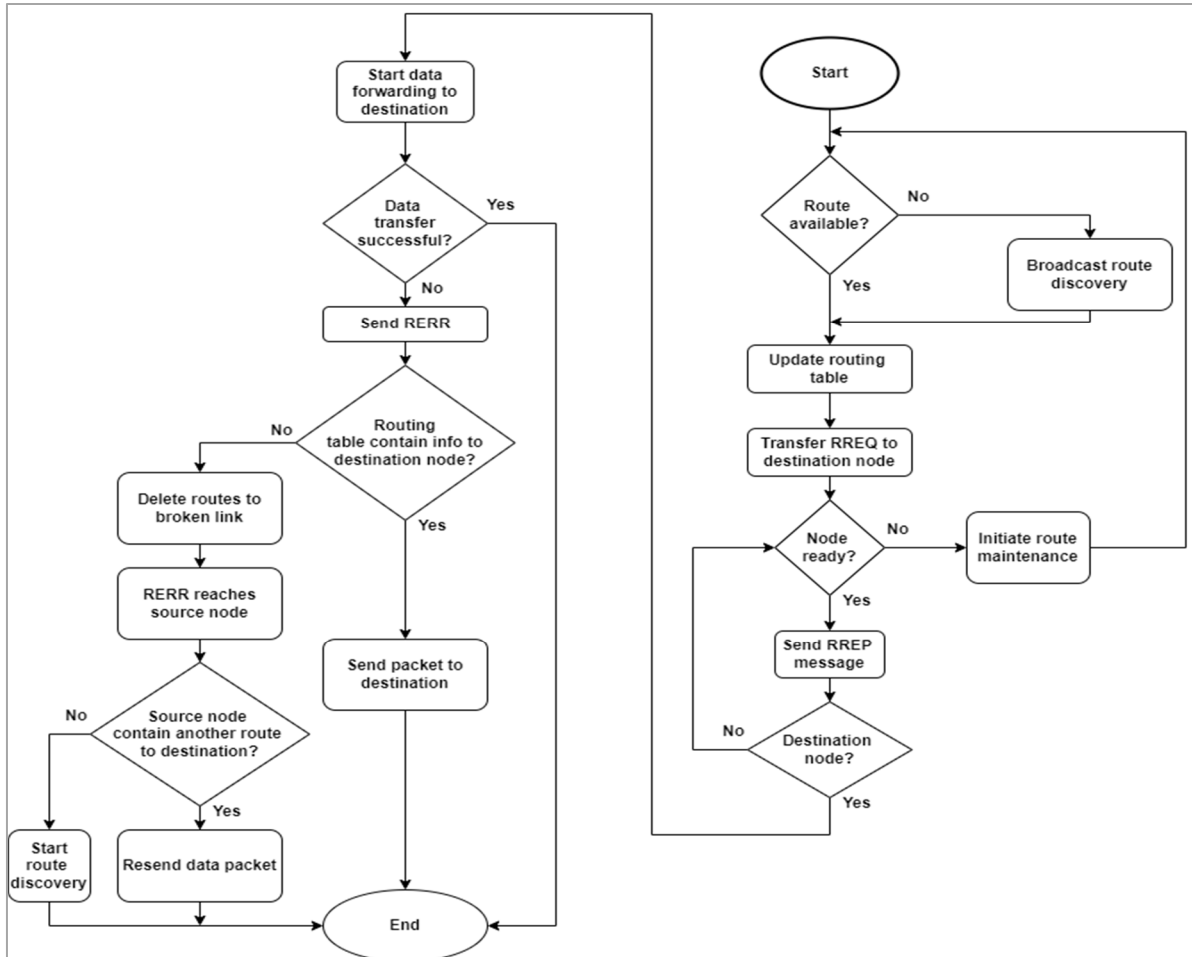 Start
Route
available?
No
Yes
Broadcast route
discovery
Update routing
table
Transfer RREQ to
destination node
Node
ready?
No
Yes
Initiate route
maintenance
Send RREP
message
Destination
node?
No
Yes
Start data
forwarding to
destination
Data
transfer
successful?
Yes
No
Send RERR
Routing
table contain info to
destination node?
No
Yes
Delete routes to
broken link
RERR reaches
source node
Source node
contain another route
to destination?
No
Yes
Start
route
discovery
Resend data packet
Send packet to
destination
End